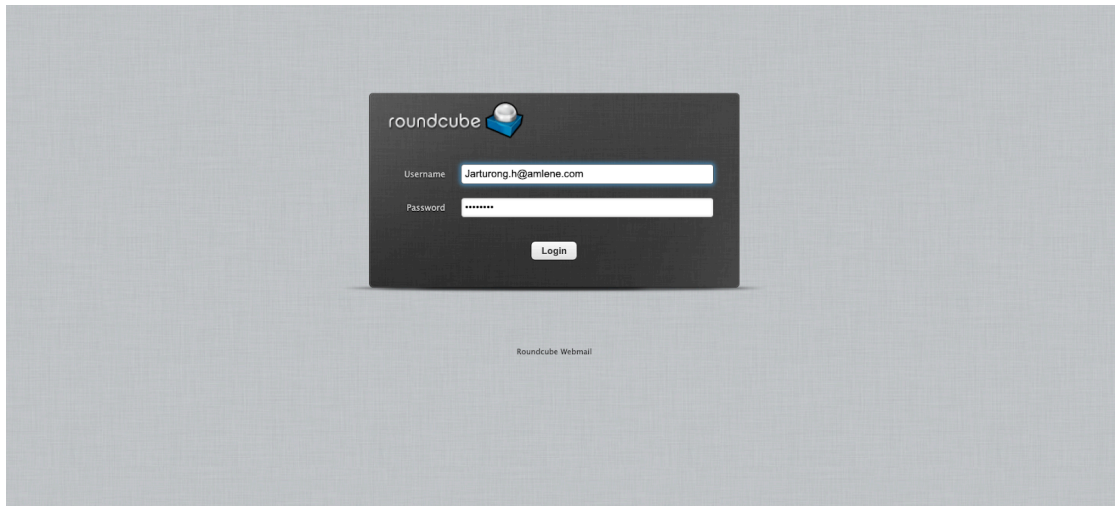 roundcube
Username Jarturong.h@amlene.com
Password ••••••••
Login
Roundcube Webmail